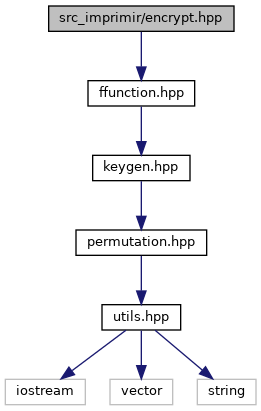 src_imprimir/encrypt.hpp
ffunction.hpp
keygen.hpp
permutation.hpp
utils.hpp
iostream
vector
string